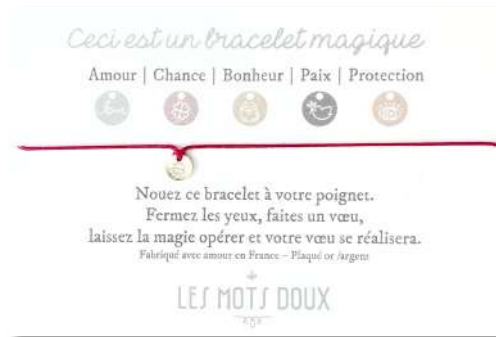 Ceci est un bracelet magique
Amour | Chance | Bonheur | Paix | Protection
Nouez ce bracelet à votre poignet.
Fermez les yeux, faites un vœu,
laissez la magie opérer et votre vœu se réalisera.
Fabriqué avec amour en France – Plaqué or /argent
LES MOTS DOUX